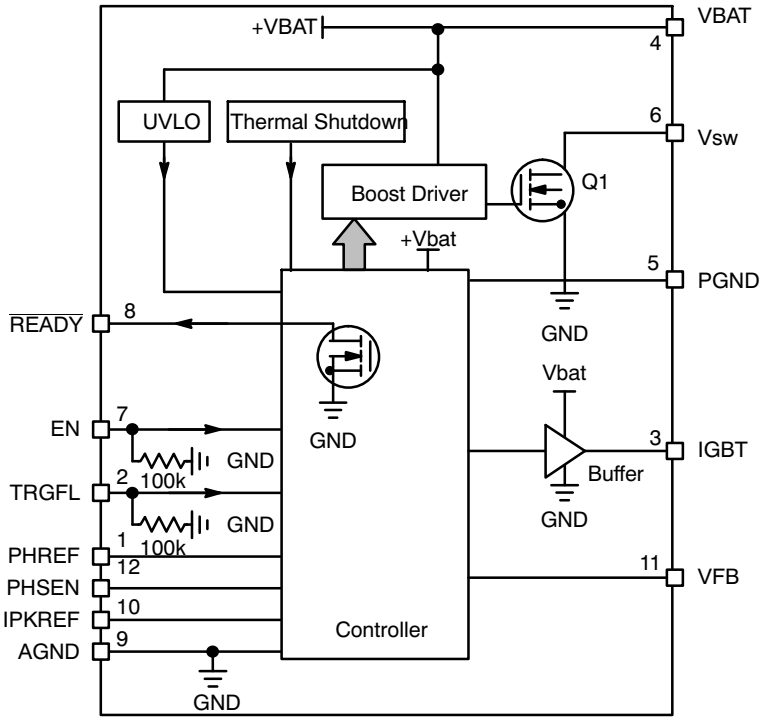 +VBAT
VBAT
4
UVLO
Thermal Shutdown
6
Vsw
Q1
Boost Driver
+Vbat
5
PGND
GND
READY
8
Vbat
GND
EN
7
3
IGBT
100k
GND
Buffer
TRGFL
2
GND
100k
GND
PHREF
1
PHSEN
12
11
VFB
IPKREF
10
Controller
AGND
9
GND